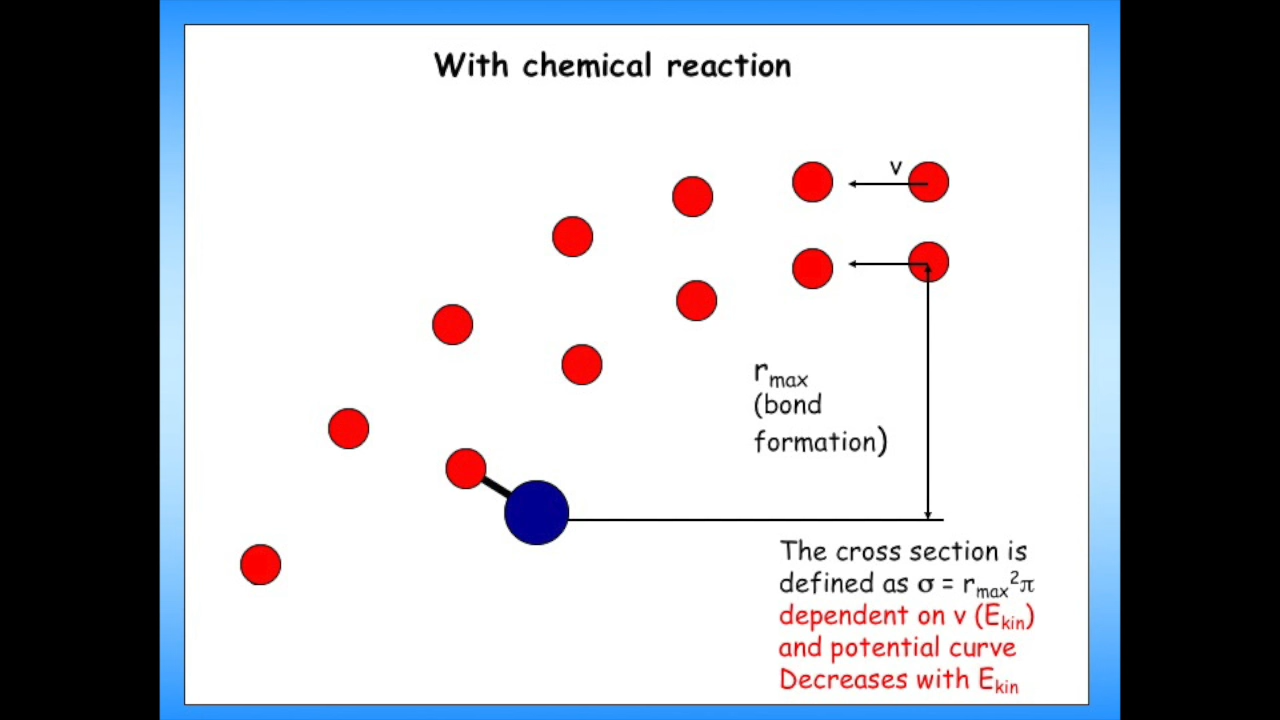 With chemical reaction
v
r_max
(bond
formation)
The cross section is
defined as σ = r_max²π
dependent on v (E_kin)
and potential curve
Decreases with E_kin